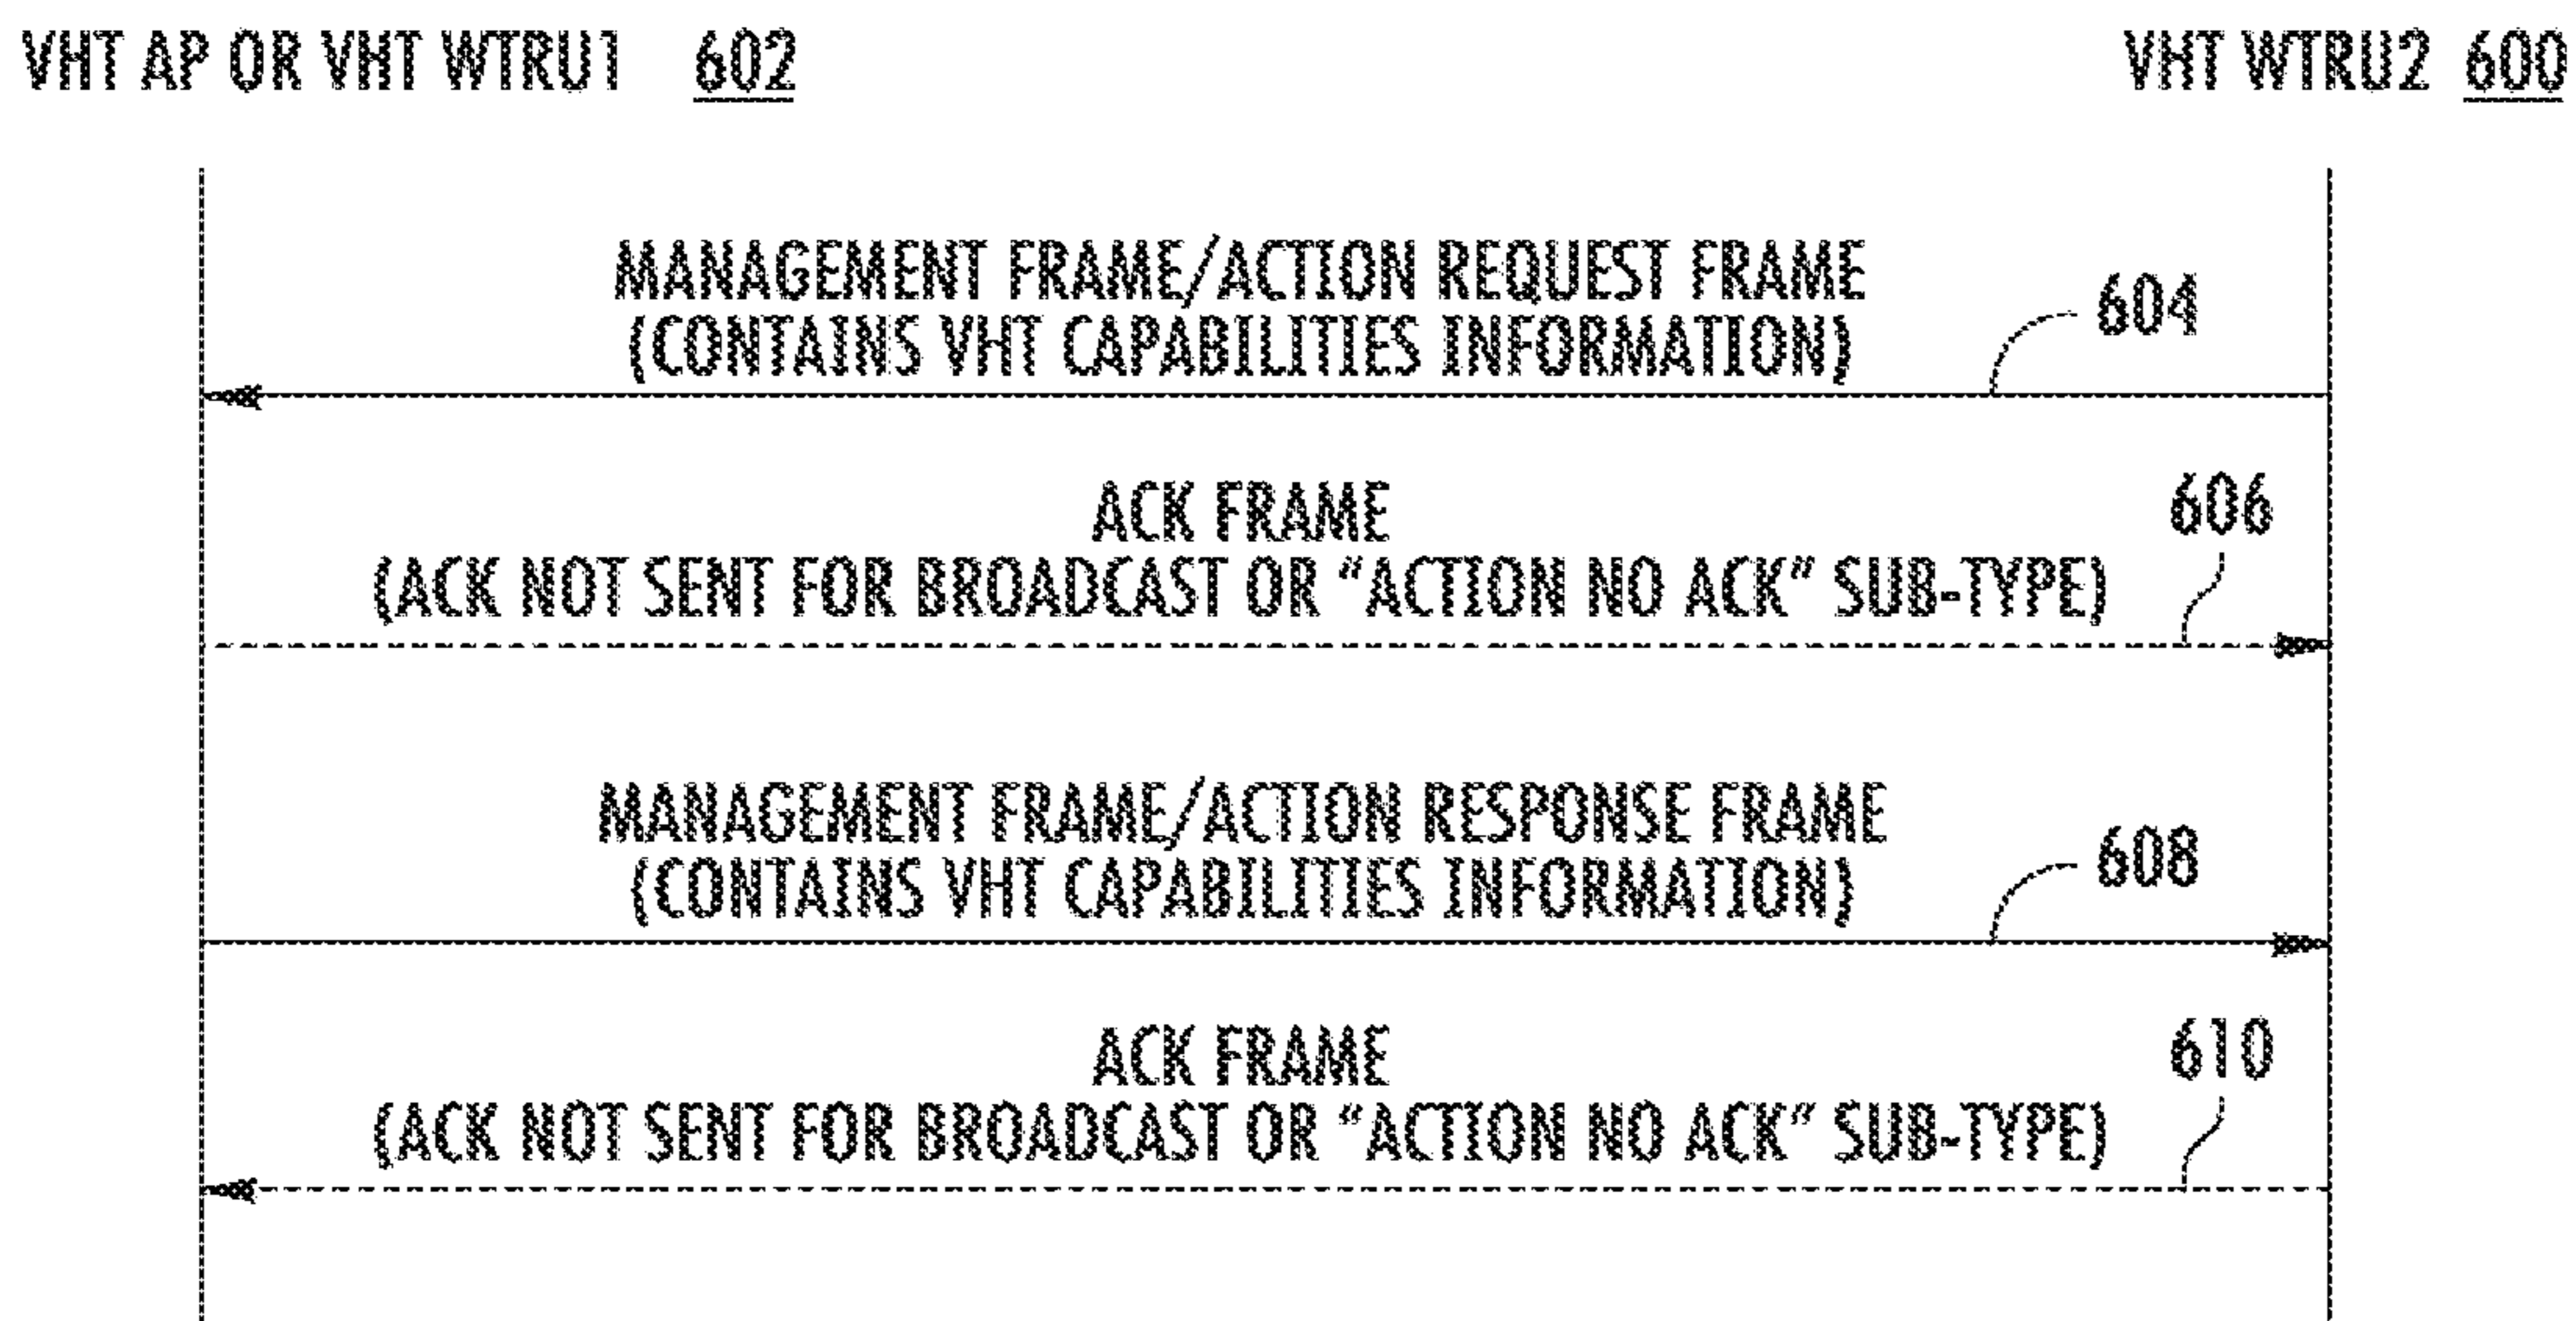 VHT AP OR VHT WTRU1 602
VHT WTRU2 600
MANAGEMENT FRAME/ACTION REQUEST FRAME
(CONTAINS VHT CAPABILITIES INFORMATION)
604
ACK FRAME
606
(ACK NOT SENT FOR BROADCAST OR "ACTION NO ACK" SUB-TYPE)
MANAGEMENT FRAME/ACTION RESPONSE FRAME
(CONTAINS VHT CAPABILITIES INFORMATION)
608
ACK FRAME
610
(ACK NOT SENT FOR BROADCAST OR "ACTION NO ACK" SUB-TYPE)